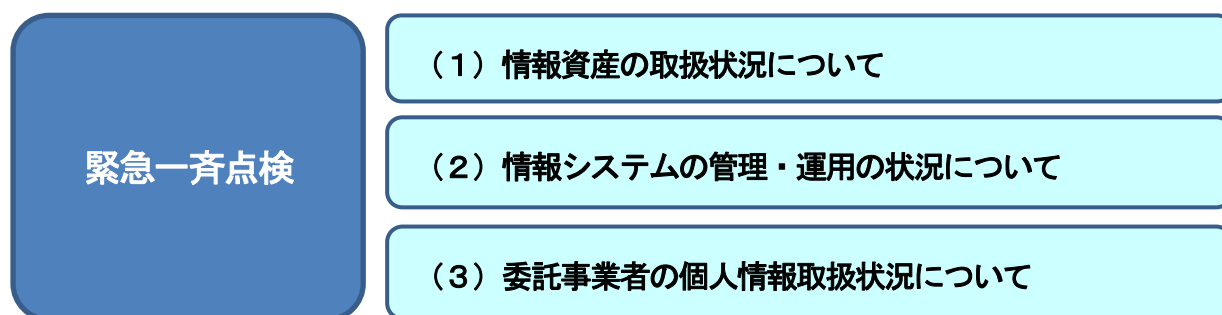 緊急一斉点検
（１）情報資産の取扱状況について
（２）情報システムの管理・運用の状況について
（３）委託事業者の個人情報取扱状況について